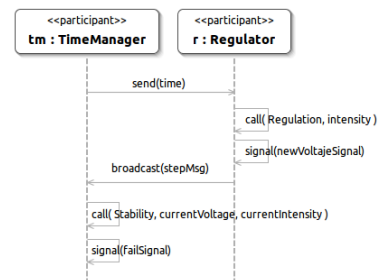 <<participant>>
tm : TimeManager
<<participant>>
r : Regulator
send(time)
call( Regulation, intensity )
signal(newVoltajeSignal)
broadcast(stepMsg)
call( Stability, currentVoltage, currentIntensity )
signal(failSignal)